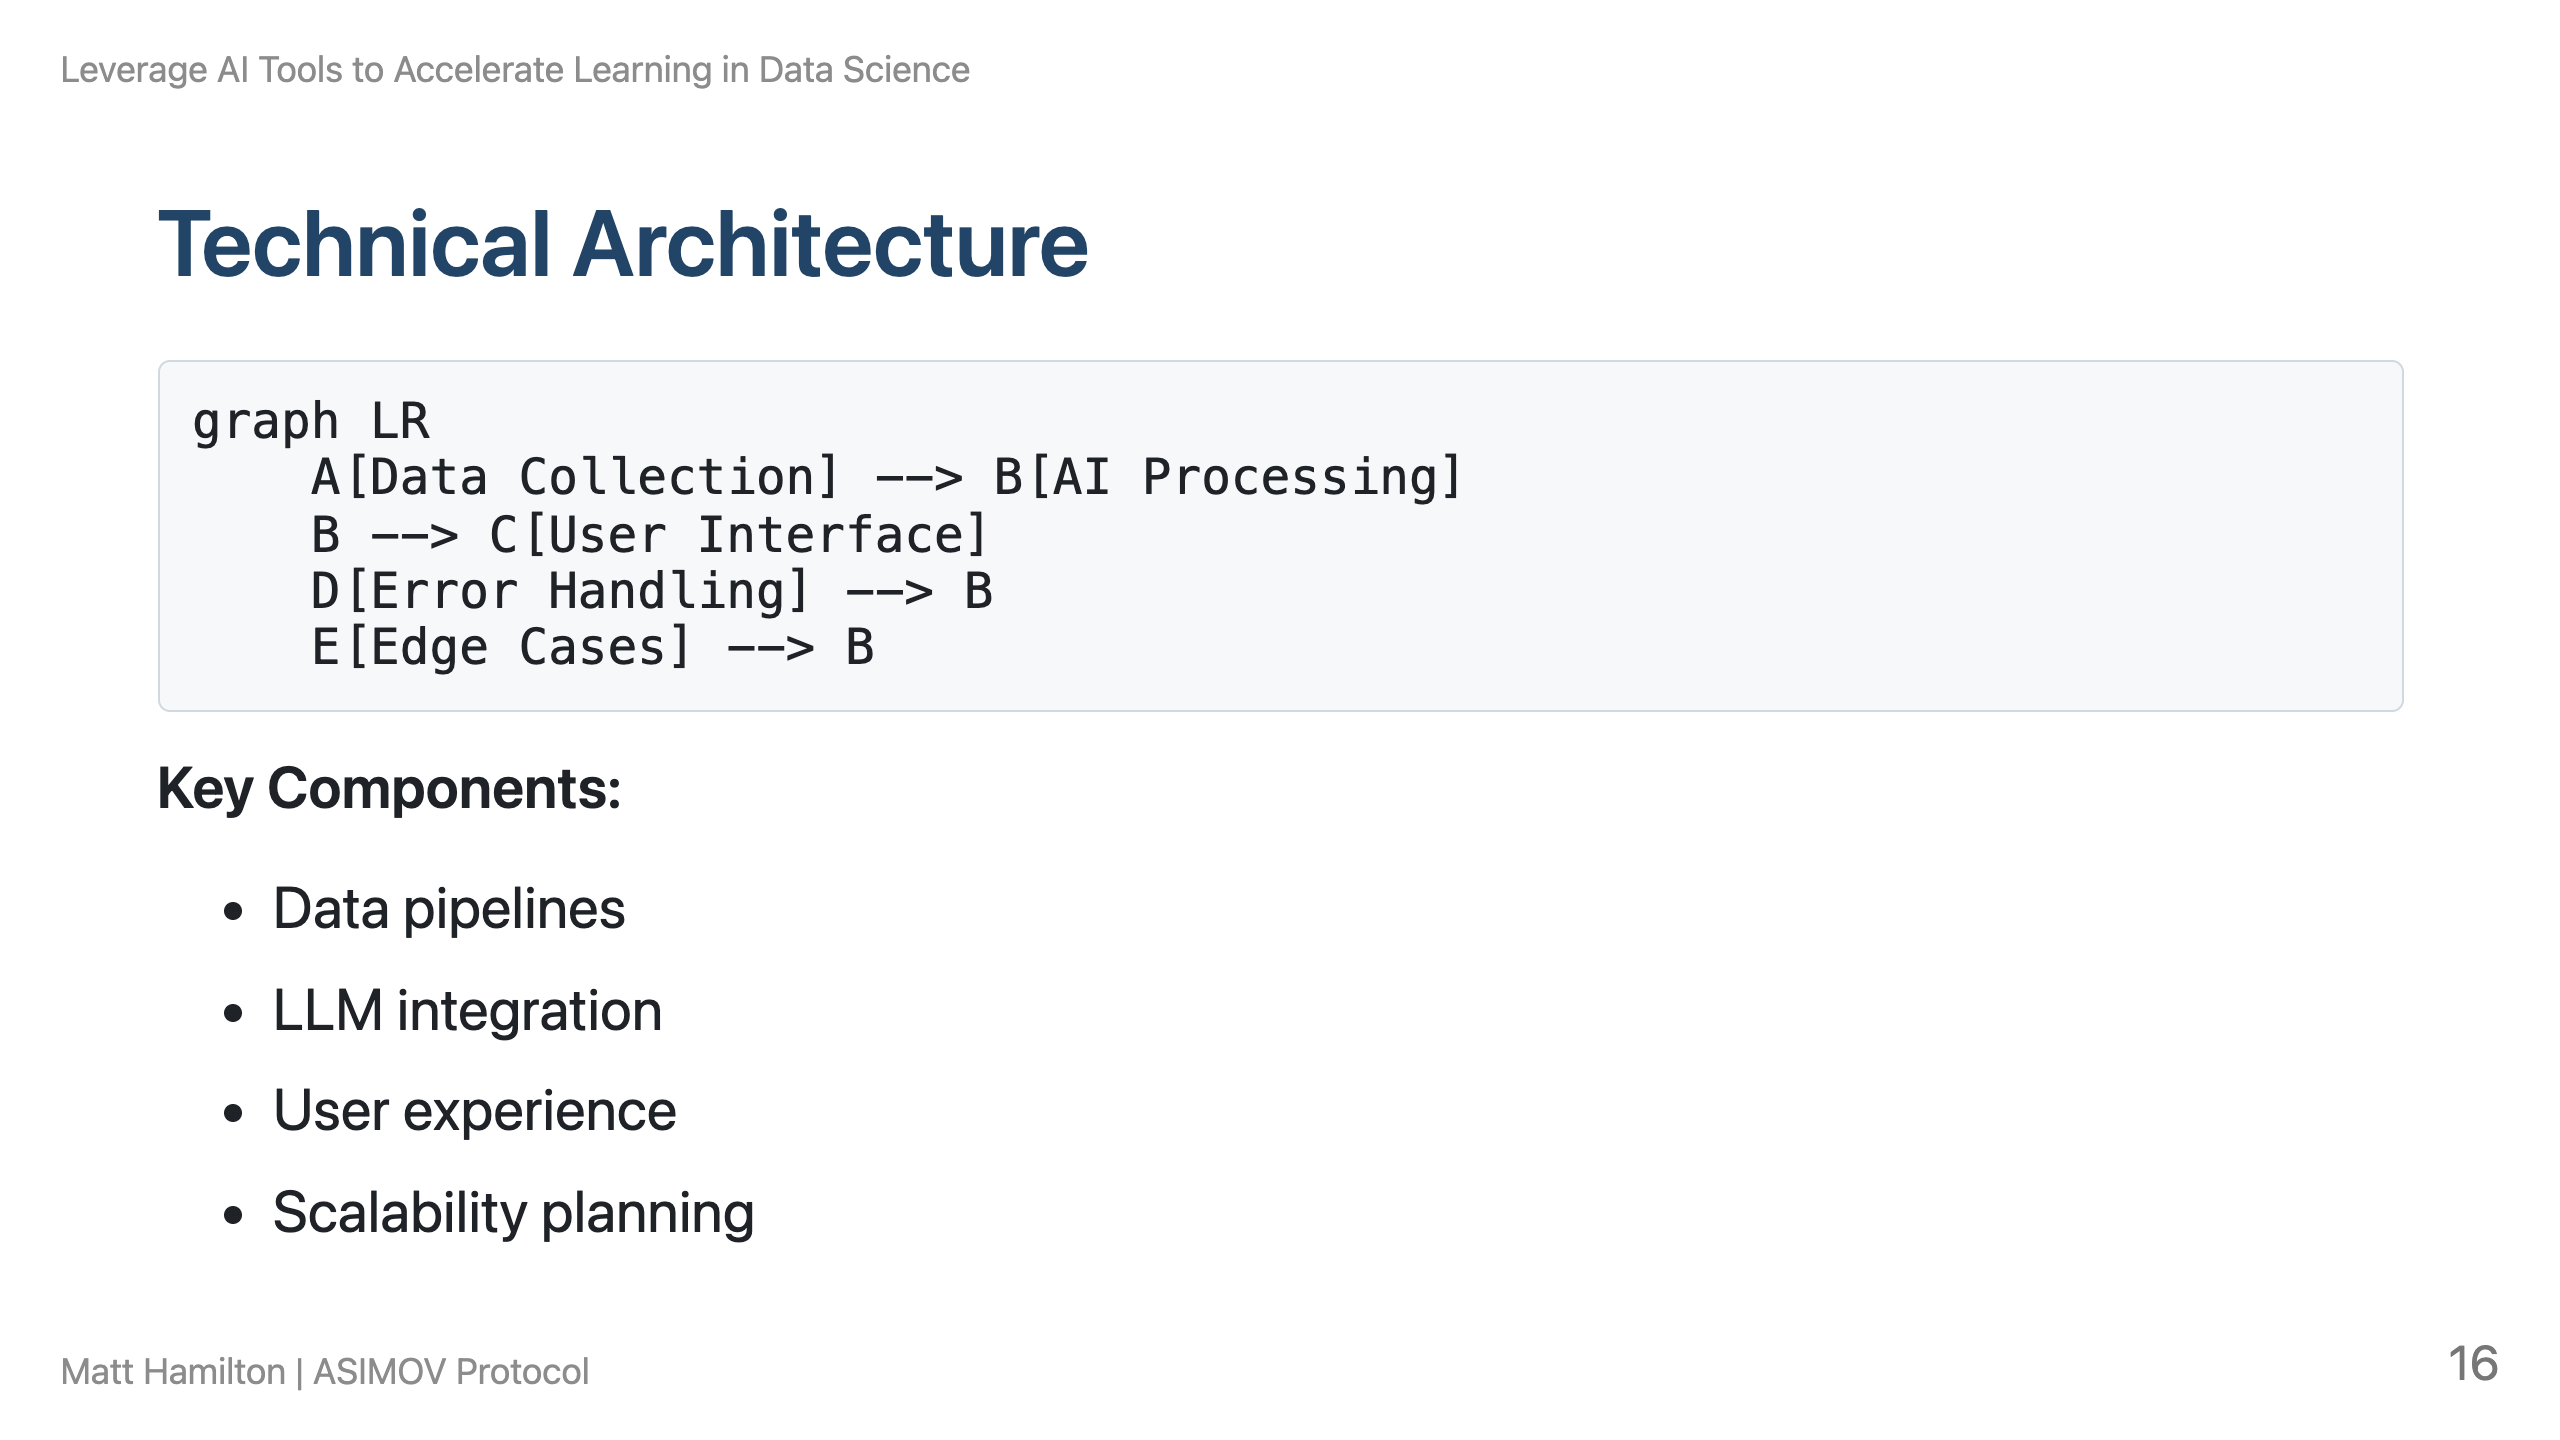 Leverage AI Tools to Accelerate Learning in Data Science
Technical Architecture
graph LR
    A[Data Collection] --> B[AI Processing]
    B --> C[User Interface]
    D[Error Handling] --> B
    E[Edge Cases] --> B
Key Components:
• Data pipelines
• LLM integration
• User experience
• Scalability planning
Matt Hamilton | ASIMOV Protocol
16